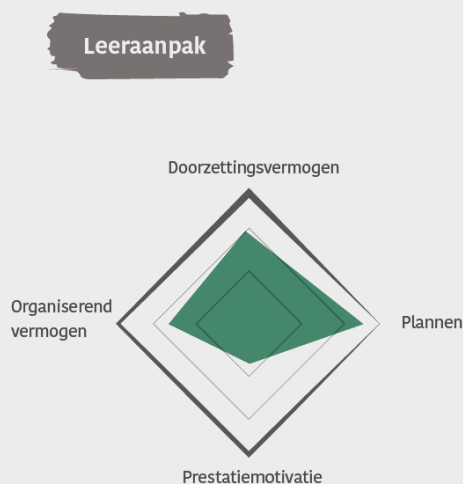 Leeraanpak
Doorzettingsvermogen
Organiserend
vermogen
Plannen
Prestatiemotivatie